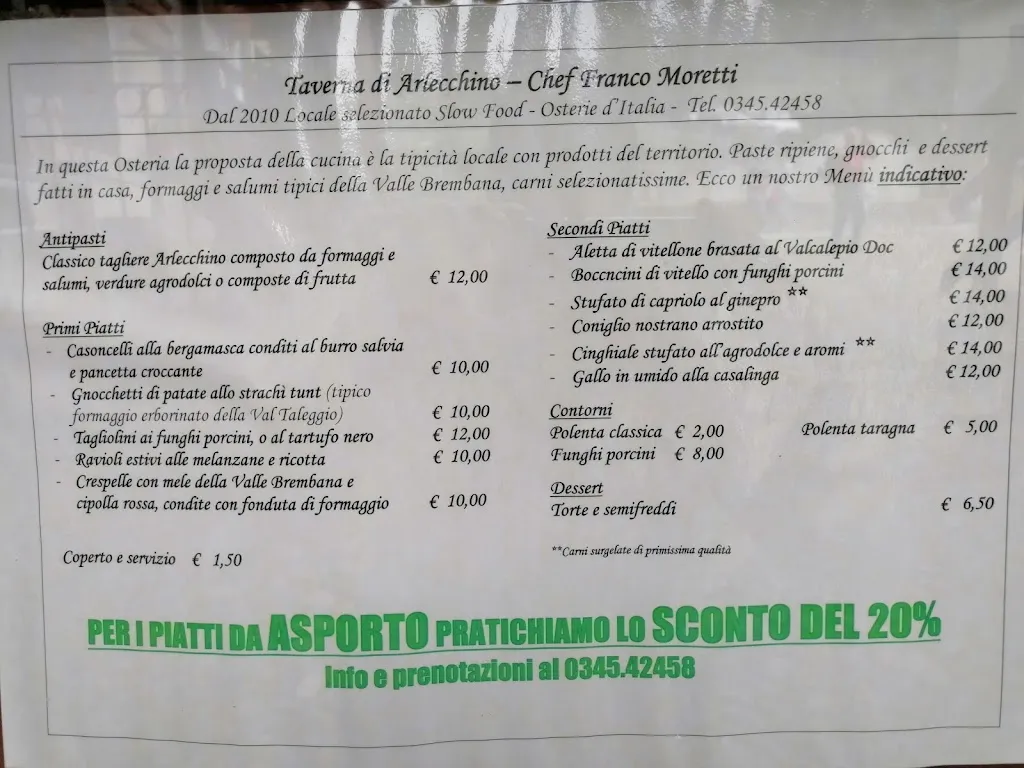 Taverna di Arlecchino – Chef Franco Moretti
Dal 2010 Locale selezionato Slow Food - Osterie d'Italia - Tel. 0345.42458
In questa Osteria la proposta della cucina è la tipicità locale con prodotti del territorio. Paste ripiene, gnocchi e dessert
fatti in casa, formaggi e salumi tipici della Valle Brembana, carni selezionatissime. Ecco un nostro Menù indicativo:
Antipasti
Classico tagliere Arlecchino composto da formaggi e
salumi, verdure agrodolci o composte di frutta € 12,00
Primi Piatti
- Casoncelli alla bergamasca conditi al burro salvia
e pancetta croccante € 10,00
- Gnocchetti di patate allo strachì tunt (tipico
formaggio erborinato della Val Taleggio) € 10,00
- Tagliolini ai funghi porcini, o al tartufo nero € 12,00
- Ravioli estivi alle melanzane e ricotta € 10,00
- Crespelle con mele della Valle Brembana e
cipolla rossa, condite con fonduta di formaggio € 10,00
Coperto e servizio € 1,50
Secondi Piatti
- Aletta di vitellone brasata al Valcalepio Doc € 12,00
- Boccncini di vitello con funghi porcini € 14,00
- Stufato di capriolo al ginepro ** € 14,00
- Coniglio nostrano arrostito € 12,00
- Cinghiale stufato all'agrodolce e aromi ** € 14,00
- Gallo in umido alla casalinga € 12,00
Contorni
Polenta classica € 2,00 Polenta taragna € 5,00
Funghi porcini € 8,00
Dessert
Torte e semifreddi € 6,50
**Carni surgelate di primissima qualità
PER I PIATTI DA ASPORTO PRATICHIAMO LO SCONTO DEL 20%
Info e prenotazioni al 0345.42458